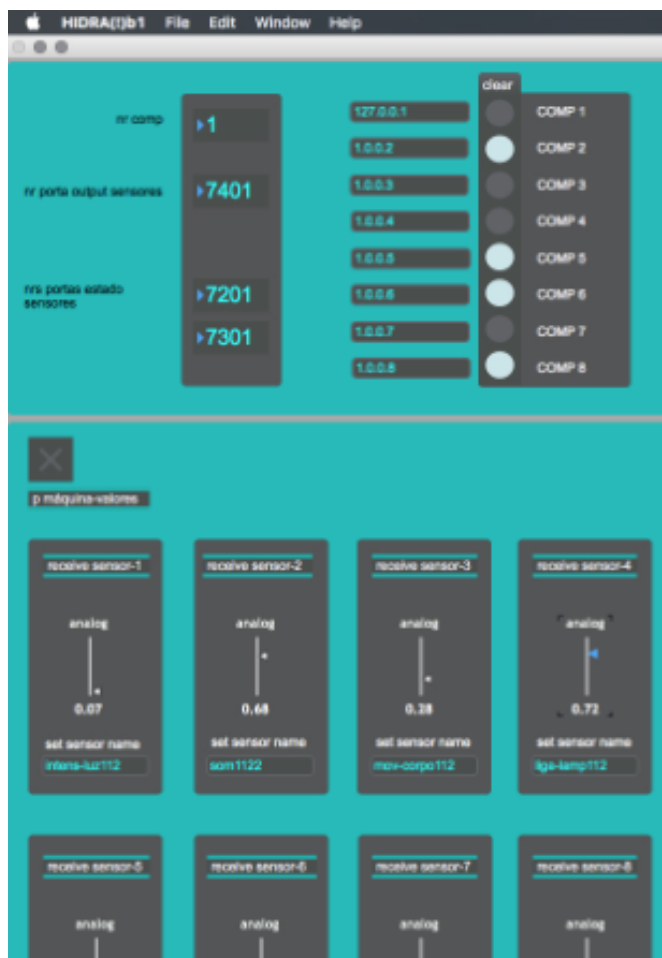 HIDRA(t)b1 File Edit Window Help
clear
nr comp
1
127.0.0.1
COMP 1
1.0.0.2
COMP 2
nr porta output sensores
7401
1.0.0.3
COMP 3
1.0.0.4
COMP 4
1.0.0.5
COMP 5
nrs portas estado
sensores
7201
1.0.0.6
COMP 6
7301
1.0.0.7
COMP 7
1.0.0.8
COMP 8
p máquina-valores
receive sensor-1
receive sensor-2
receive sensor-3
receive sensor-4
analog
analog
analog
analog
0.07
0.68
0.28
0.72
set sensor name
set sensor name
set sensor name
set sensor name
intens-luz112
som1122
mov-corpo112
liga-lamp112
receive sensor-5
receive sensor-6
receive sensor-7
receive sensor-8
analog
analog
analog
analog